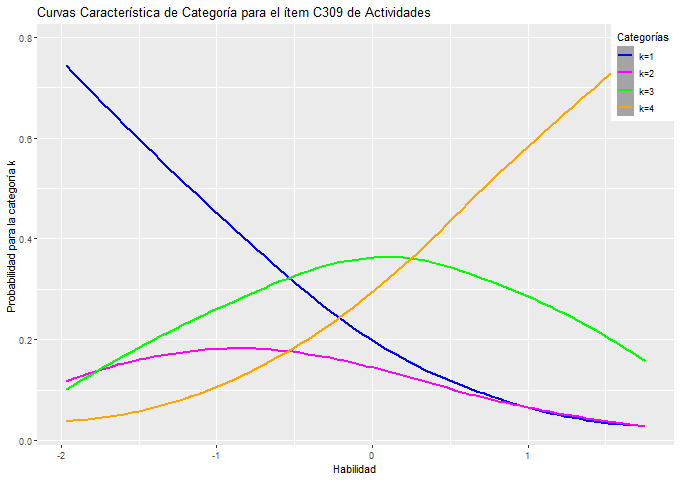 Curvas Característica de Categoría para el ítem C309 de Actividades
Categorías
k=1
k=2
k=3
k=4
Probabilidad para la categoría k
0.8
0.6
0.4
0.2
0.0
-2
-1
0
1
Habilidad